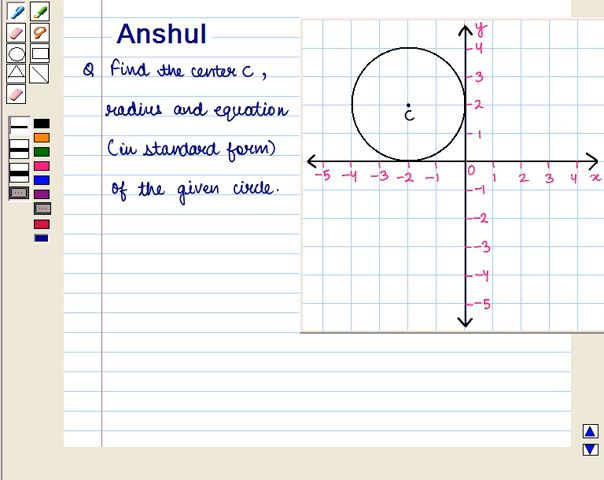 Anshul
Q Find the center C,
radius and equation
(in standard form)
of the given circle.
y
4
3
2
1
C
-5 -4 -3 -2 -1 0 1 2 3 4 x
-1
-2
-3
-4
-5